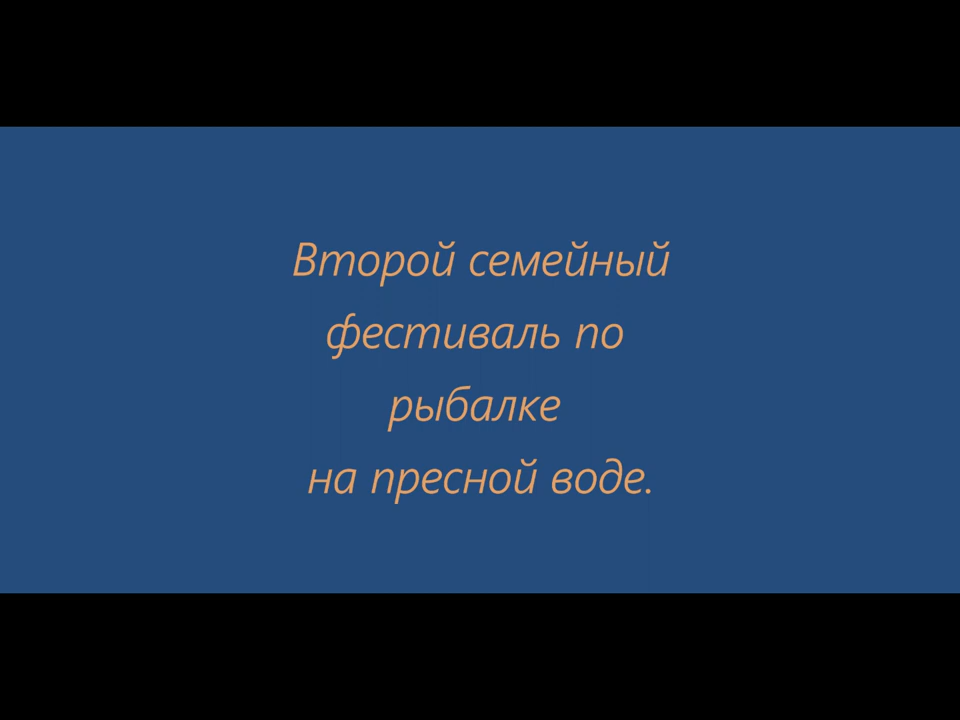 Второй семейный
фестиваль по
рыбалке
на пресной воде.